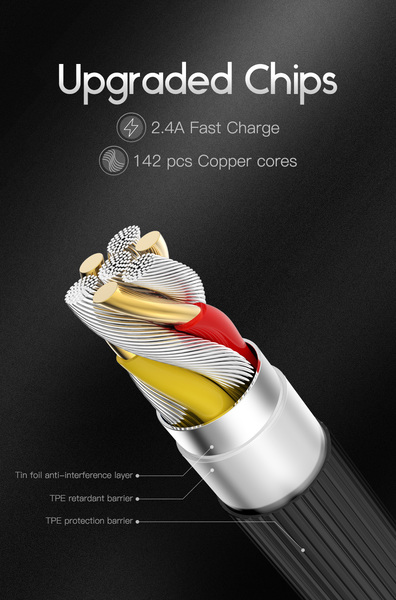 Upgraded Chips
2.4A Fast Charge
142 pcs Copper cores
Tin foil anti-interference layer
TPE retardant barrier
TPE protection barrier